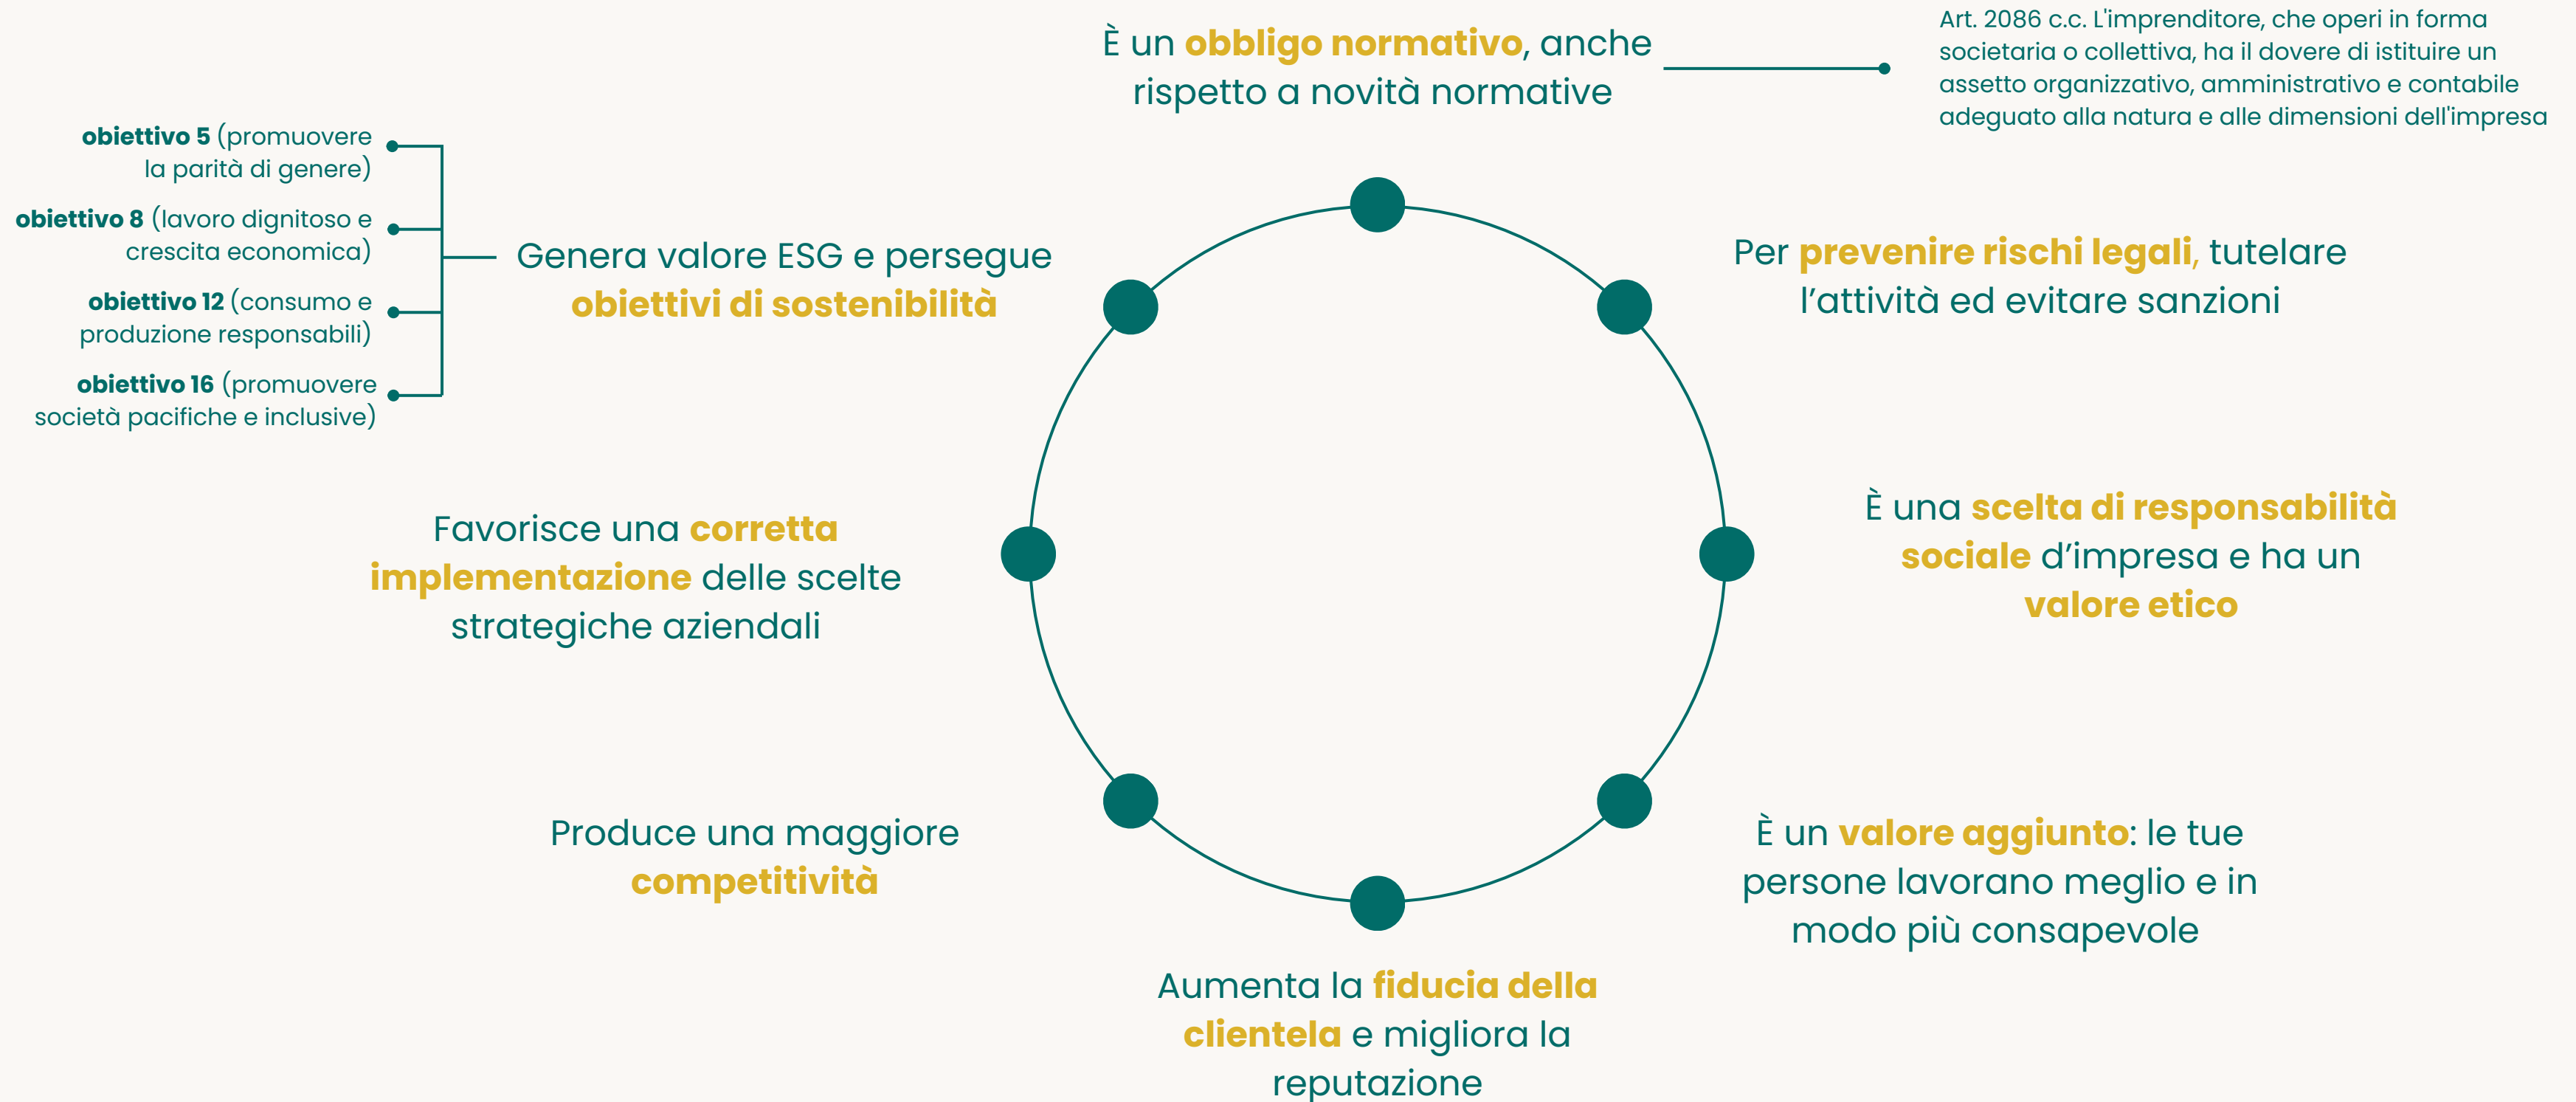 È un obbligo normativo, anche
rispetto a novità normative
Art. 2086 c.c. L'imprenditore, che operi in forma
societaria o collettiva, ha il dovere di istituire un
assetto organizzativo, amministrativo e contabile
adeguato alla natura e alle dimensioni dell'impresa
Per prevenire rischi legali, tutelare
l’attività ed evitare sanzioni
È una scelta di responsabilità
sociale d’impresa e ha un
valore etico
È un valore aggiunto: le tue
persone lavorano meglio e in
modo più consapevole
Aumenta la fiducia della
clientela e migliora la
reputazione
Produce una maggiore
competitività
Favorisce una corretta
implementazione delle scelte
strategiche aziendali
Genera valore ESG e persegue
obiettivi di sostenibilità
obiettivo 5 (promuovere
la parità di genere)
obiettivo 8 (lavoro dignitoso e
crescita economica)
obiettivo 12 (consumo e
produzione responsabili)
obiettivo 16 (promuovere
società pacifiche e inclusive)